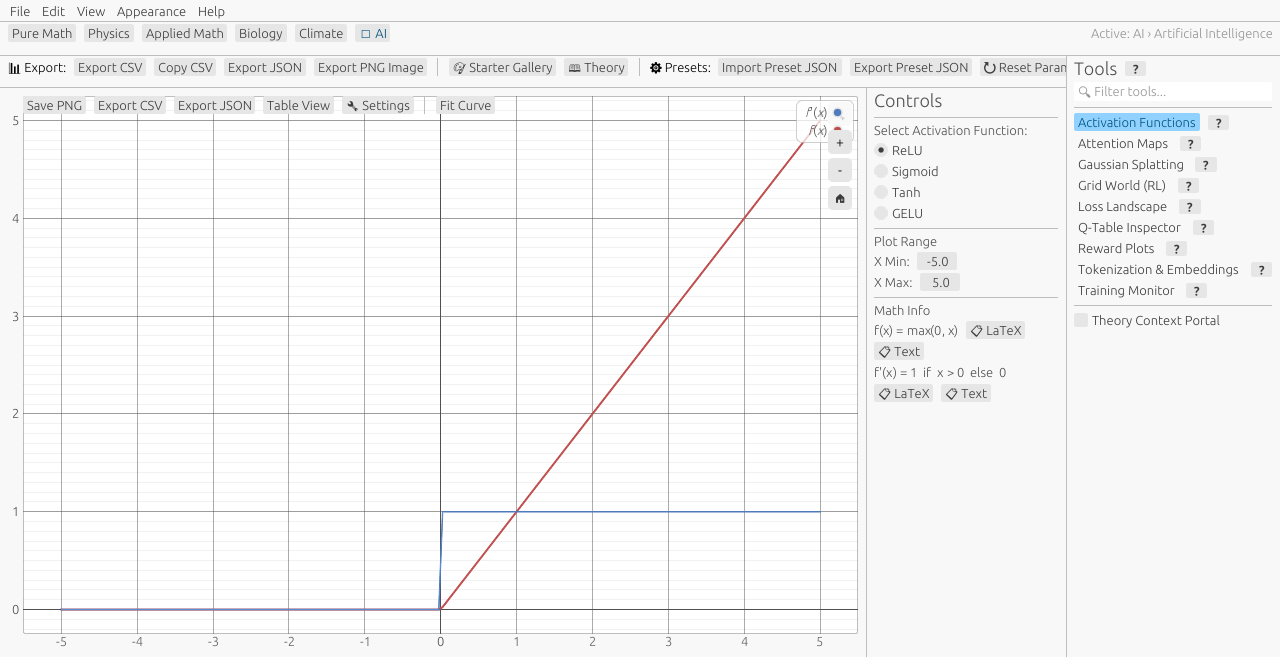 File Edit View Appearance Help
Pure Math Physics Applied Math Biology Climate AI Active: AI › Artificial Intelligence
Export: Export CSV Copy CSV Export JSON Export PNG Image Starter Gallery Theory Presets: Import Preset JSON Export Preset JSON Reset Param
Save PNG Export CSV Export JSON Table View Settings Fit Curve
f'(x)
f(x)
+
-
5
4
3
2
1
0
-5 -4 -3 -2 -1 0 1 2 3 4 5
Controls
Select Activation Function:
ReLU
Sigmoid
Tanh
GELU
Plot Range
X Min: -5.0
X Max: 5.0
Math Info
f(x) = max(0, x) LaTeX
Text
f'(x) = 1 if x > 0 else 0
LaTeX Text
Tools ?
Filter tools...
Activation Functions ?
Attention Maps ?
Gaussian Splatting ?
Grid World (RL) ?
Loss Landscape ?
Q-Table Inspector ?
Reward Plots ?
Tokenization & Embeddings ?
Training Monitor ?
Theory Context Portal